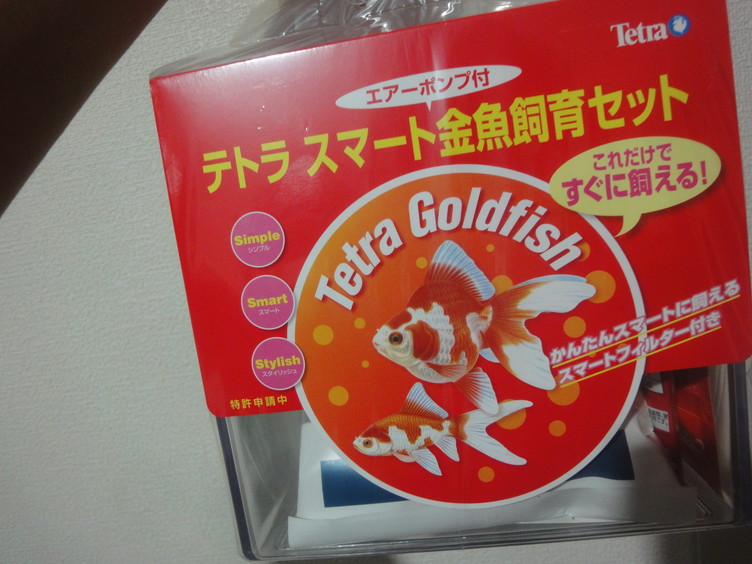 Tetra
エアーポンプ付
テトラ スマート金魚飼育セット
これだけで
すぐに飼える!
Tetra Goldfish
Simple
シンプル
Smart
スマート
Stylish
スタイリッシュ
かんたんスマートに飼える
スマートフィルター付き
特許申請中